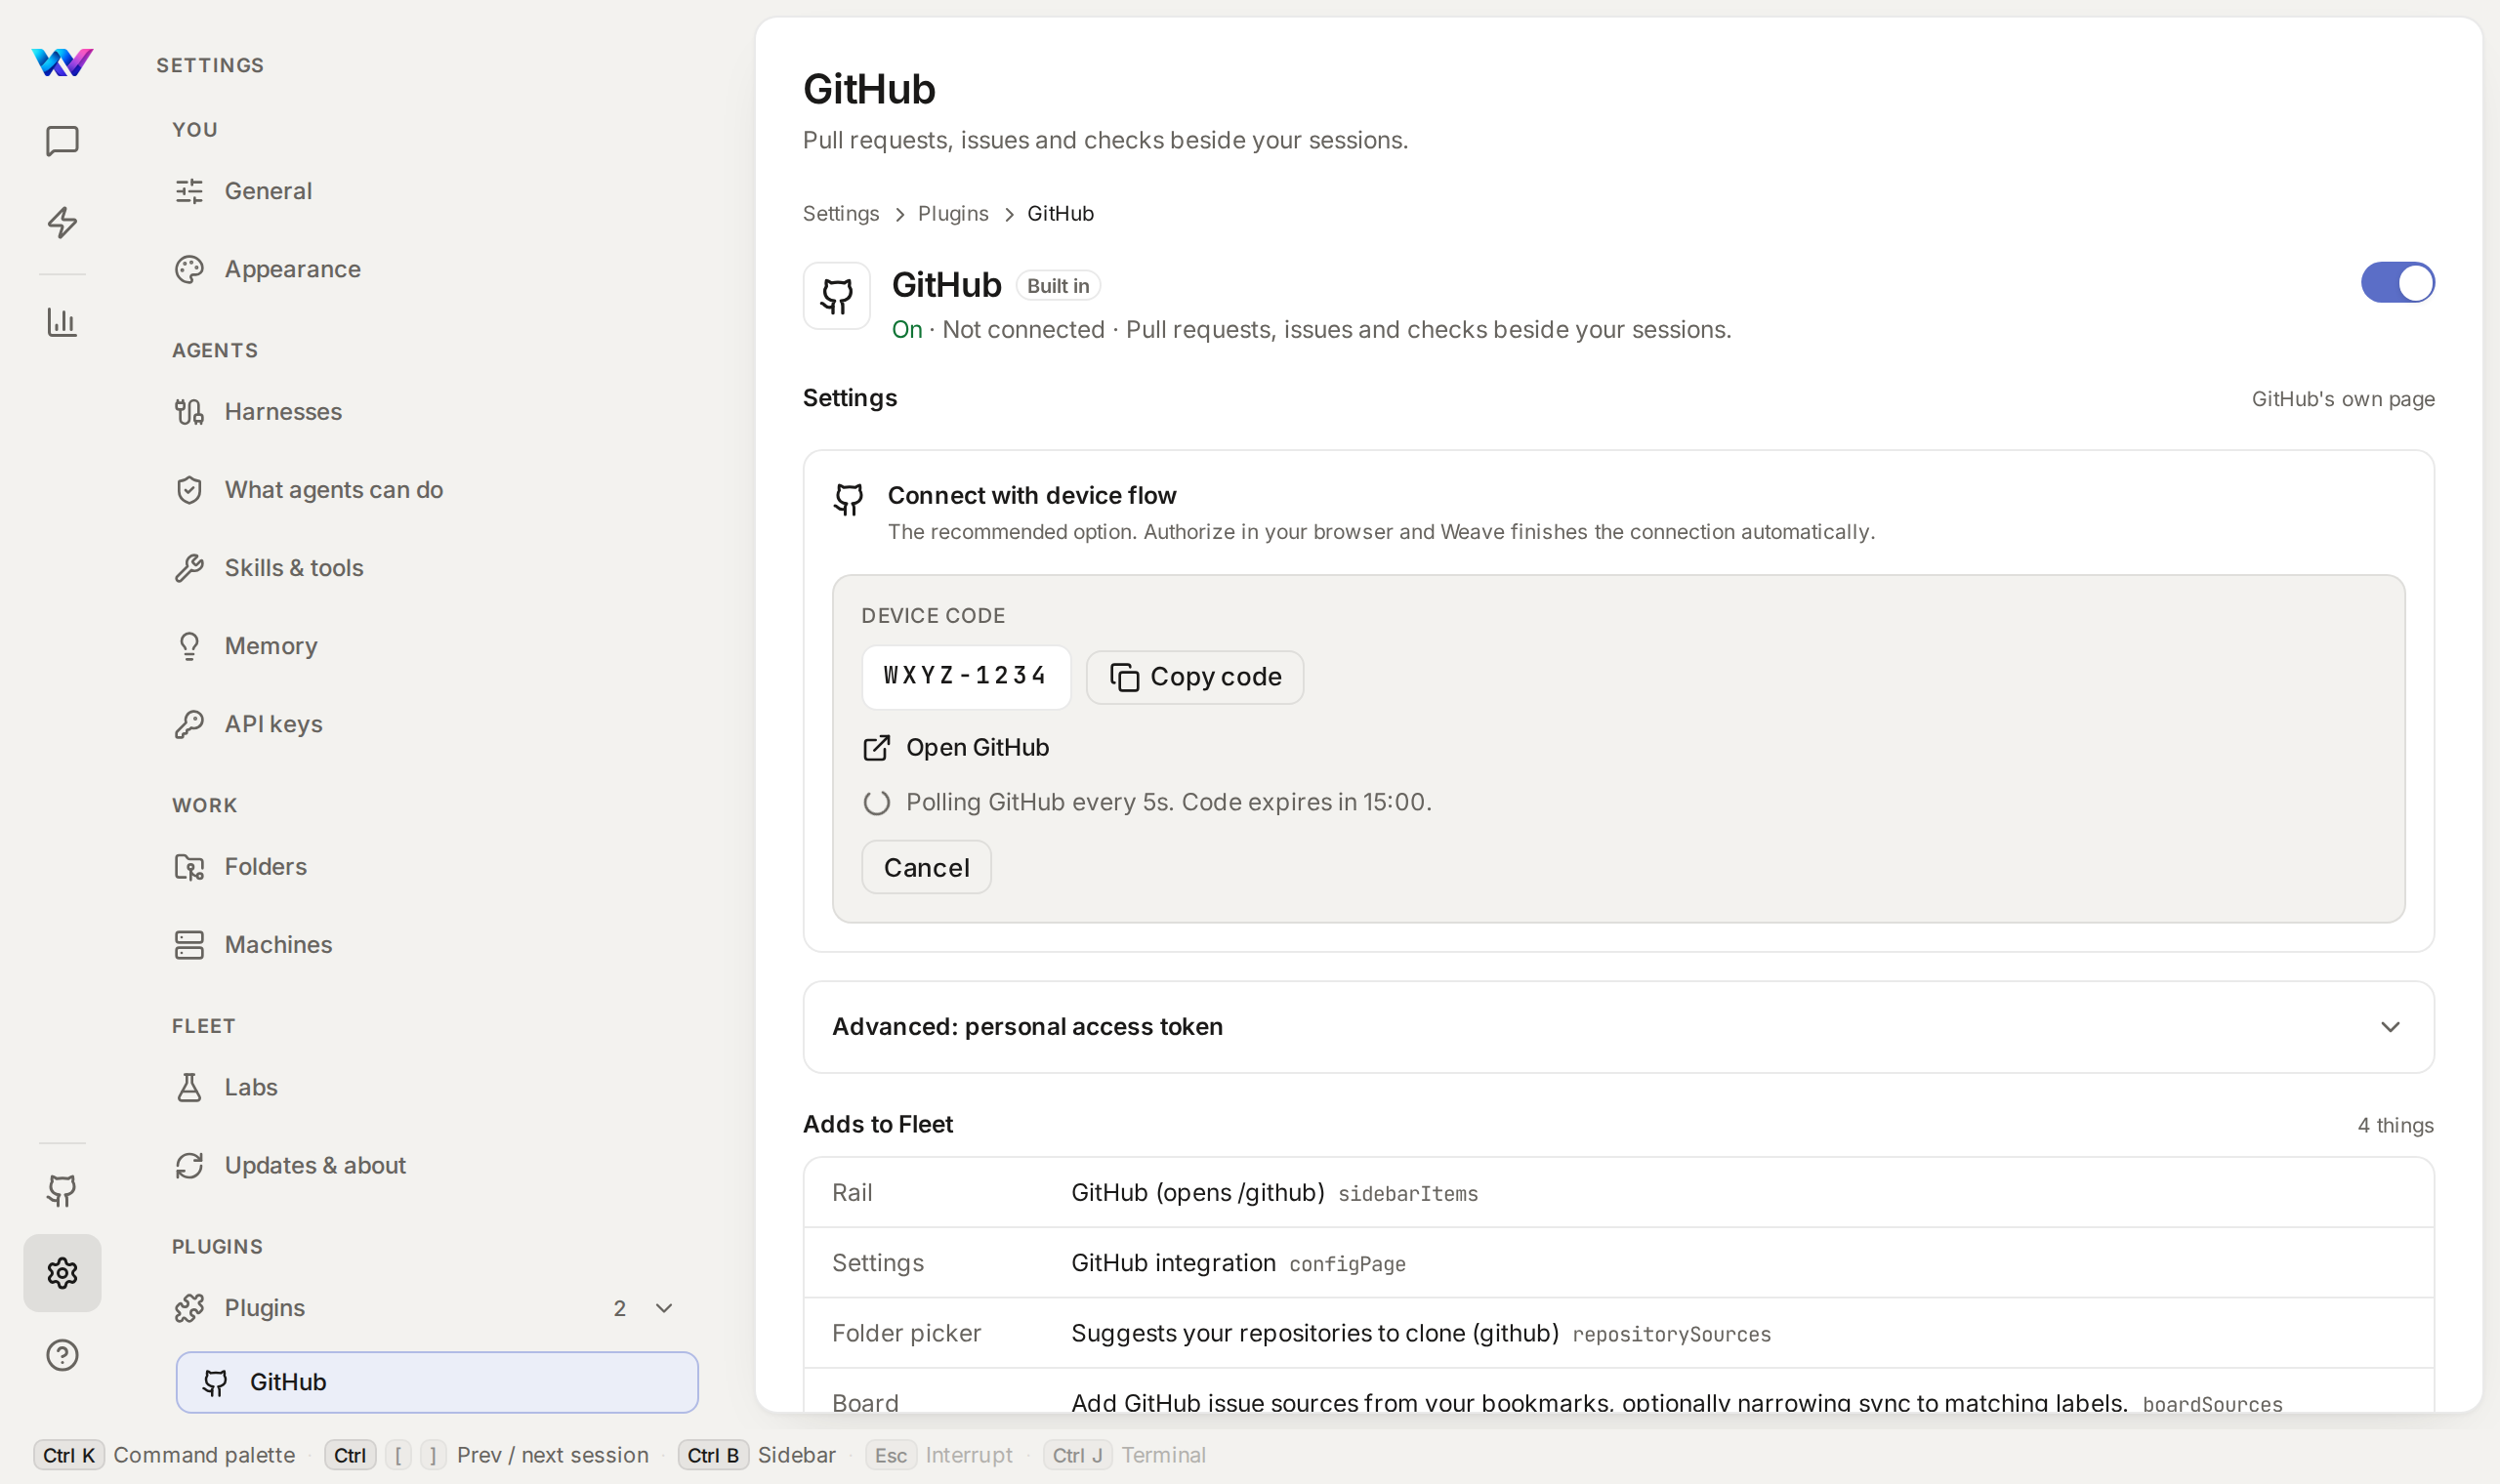 SETTINGS
YOU
General
Appearance
AGENTS
Harnesses
What agents can do
Skills & tools
Memory
API keys
WORK
Folders
Machines
FLEET
Labs
Updates & about
PLUGINS
Plugins 2
GitHub
GitHub
Pull requests, issues and checks beside your sessions.
Settings > Plugins > GitHub
GitHub Built in
On · Not connected · Pull requests, issues and checks beside your sessions.
Settings GitHub's own page
Connect with device flow
The recommended option. Authorize in your browser and Weave finishes the connection automatically.
DEVICE CODE
WXYZ-1234 Copy code
Open GitHub
Polling GitHub every 5s. Code expires in 15:00.
Cancel
Advanced: personal access token
Adds to Fleet 4 things
Rail GitHub (opens /github) sidebarItems
Settings GitHub integration configPage
Folder picker Suggests your repositories to clone (github) repositorySources
Board Add GitHub issue sources from your bookmarks, optionally narrowing sync to matching labels. boardSources
Ctrl K Command palette · Ctrl [ ] Prev / next session · Ctrl B Sidebar · Esc Interrupt · Ctrl J Terminal